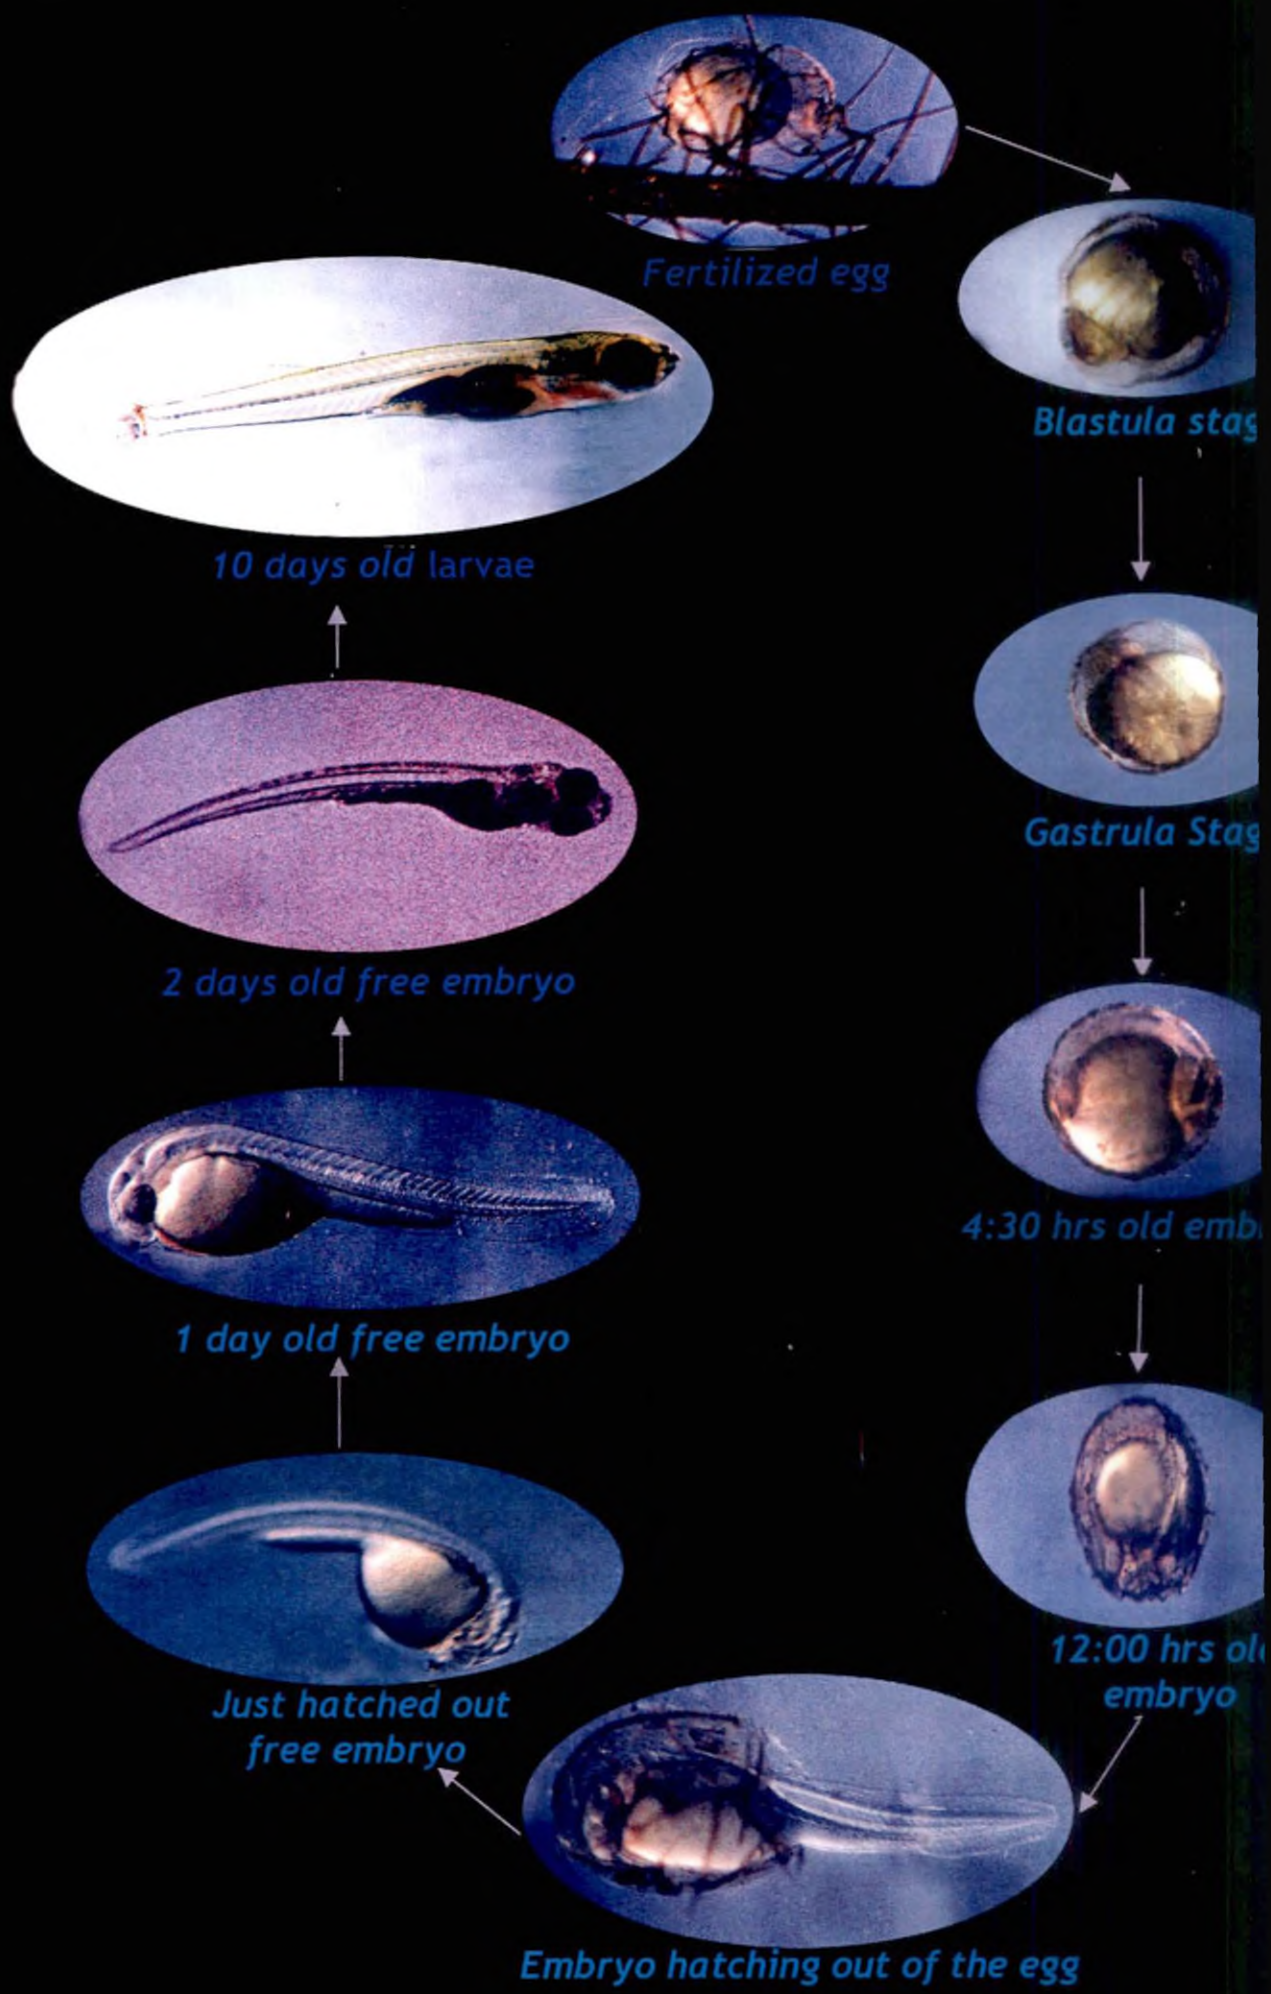 Fertilized egg
Blastula stag
Gastrula Stag
4:30 hrs old emb
12:00 hrs old
embryo
Embryo hatching out of the egg
Just hatched out
free embryo
1 day old free embryo
2 days old free embryo
10 days old larvae